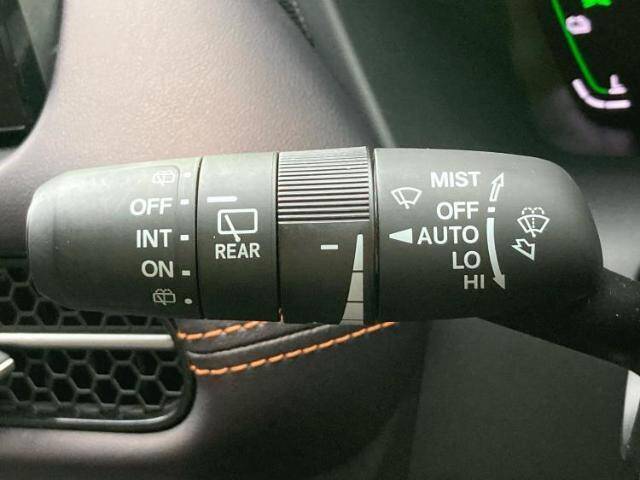 OFF
INT
ON
REAR
MIST
OFF
AUTO
LO
HI